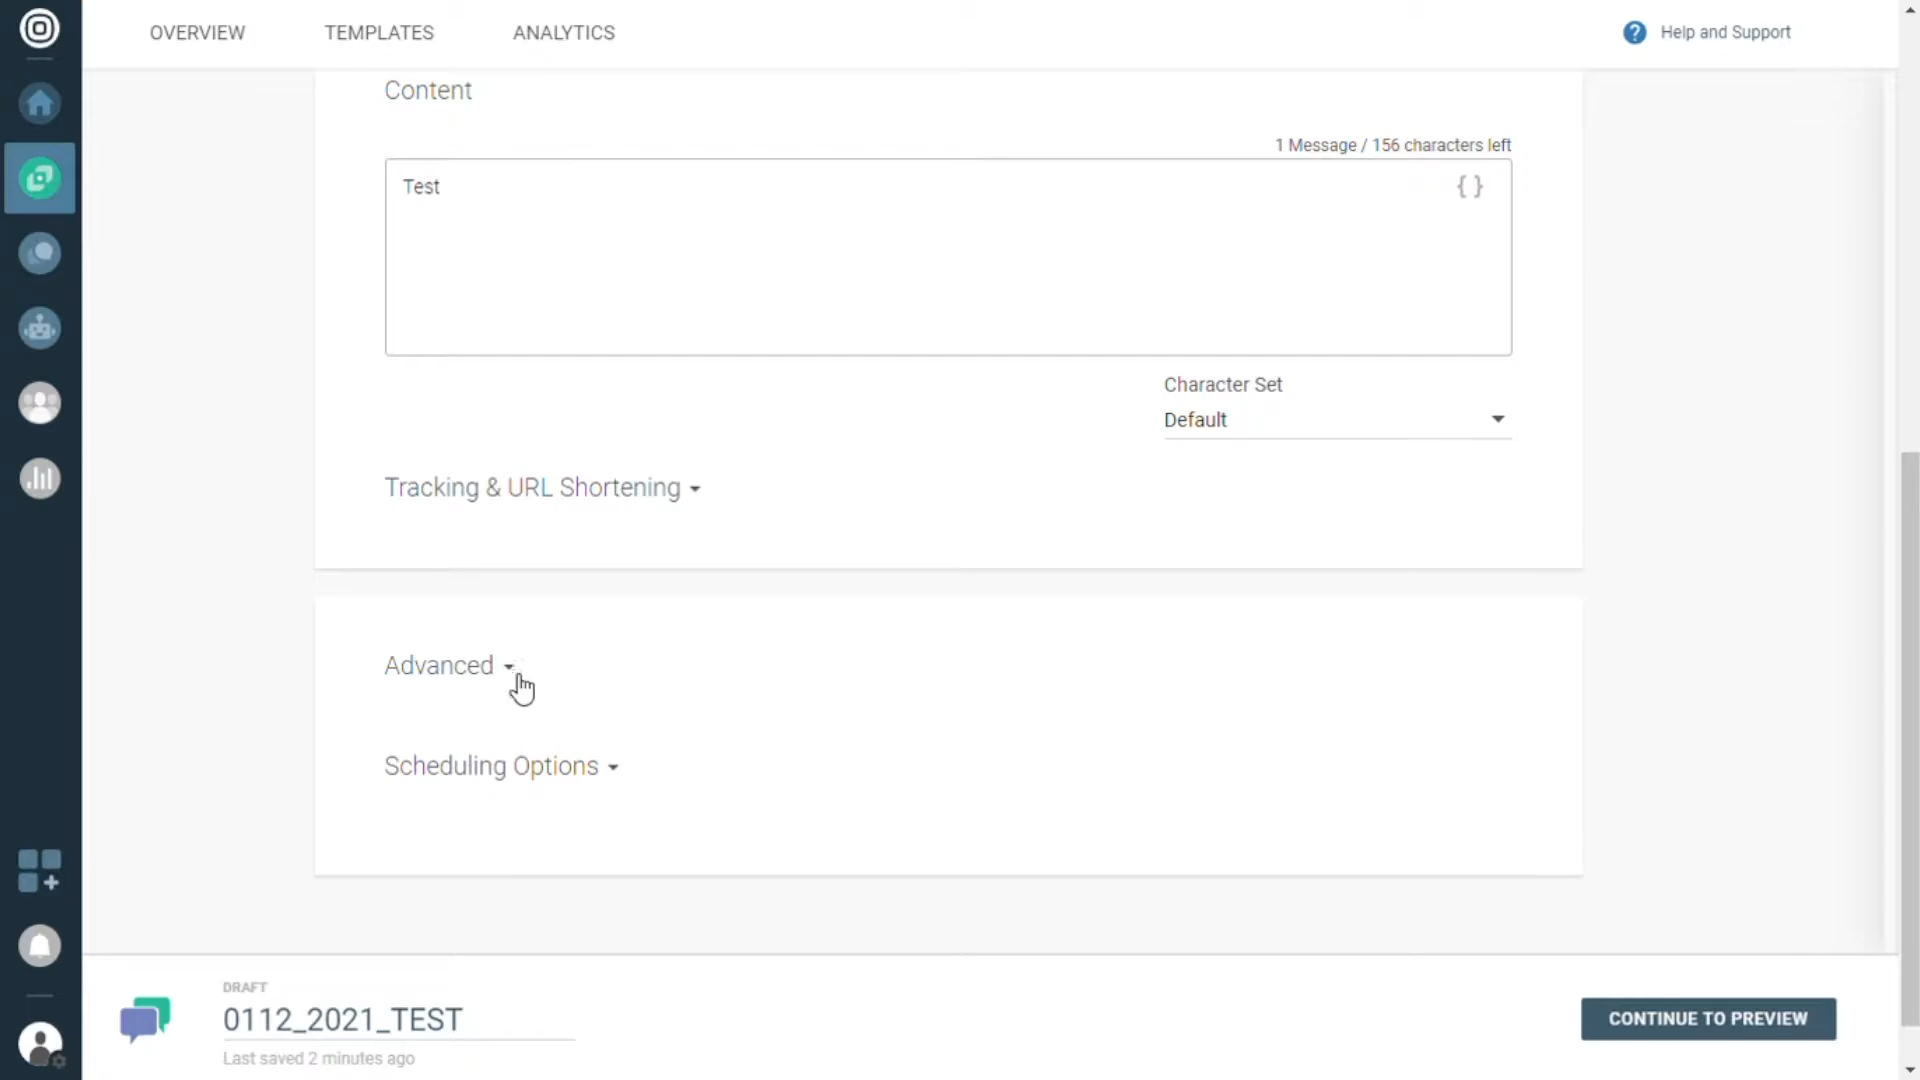 OVERVIEW
TEMPLATES
ANALYTICS
? Help and Support
Content
1 Message / 156 characters left
Test
{ }
Character Set
Default
Tracking & URL Shortening
Advanced
Scheduling Options
DRAFT
0112_2021_TEST
Last saved 2 minutes ago
CONTINUE TO PREVIEW